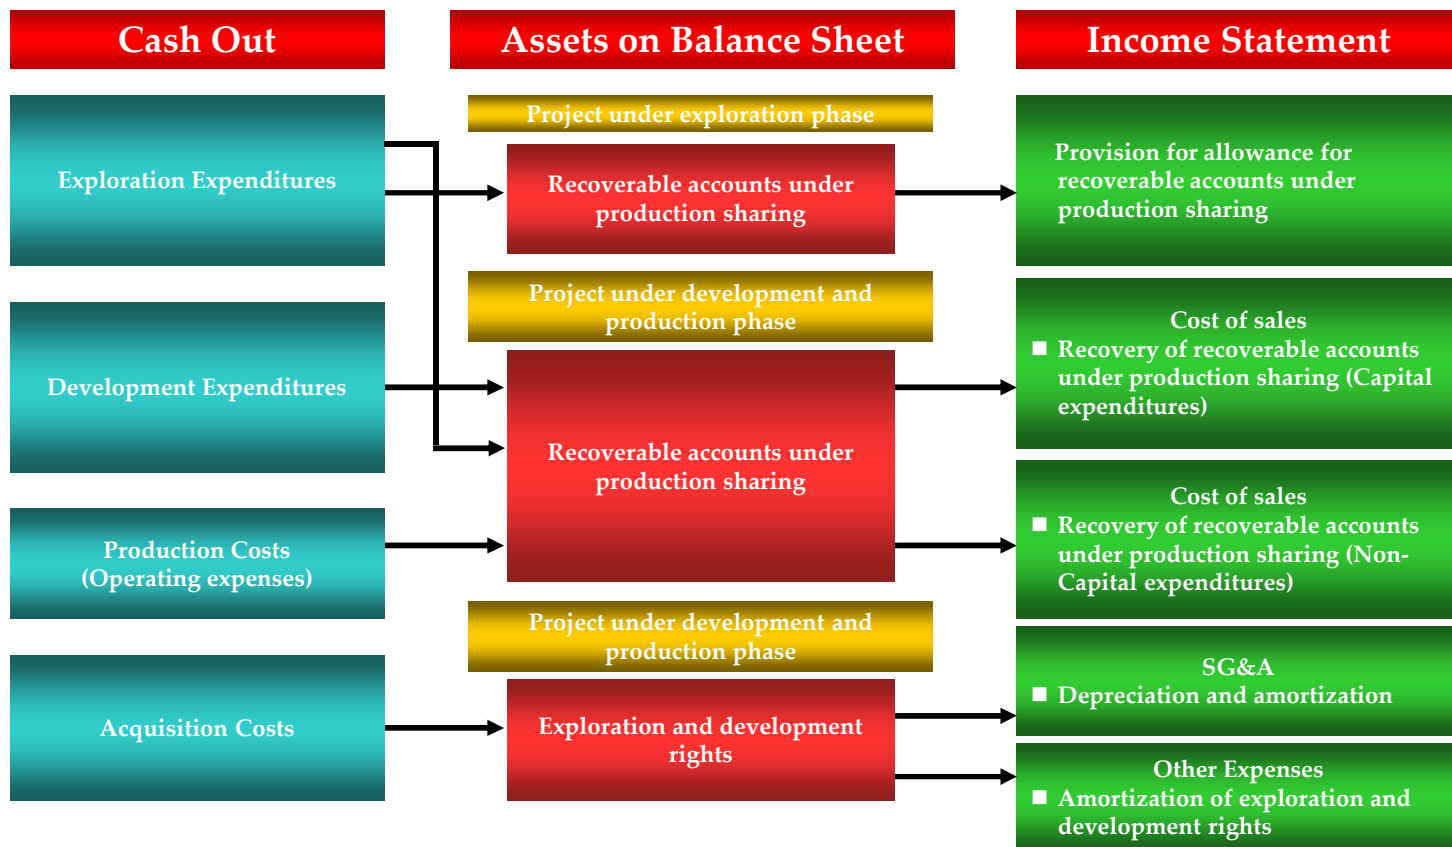 Cash Out
Assets on Balance Sheet
Income Statement
Exploration Expenditures
Development Expenditures
Production Costs
(Operating expenses)
Acquisition Costs
Project under exploration phase
Recoverable accounts under
production sharing
Project under development and
production phase
Recoverable accounts under
production sharing
Project under development and
production phase
Exploration and development
rights
Provision for allowance for
recoverable accounts under
production sharing
Cost of sales
Recovery of recoverable accounts
under production sharing (Capital
expenditures)
Cost of sales
Recovery of recoverable accounts
under production sharing (Non-
Capital expenditures)
SG&A
Depreciation and amortization
Other Expenses
Amortization of exploration and
development rights